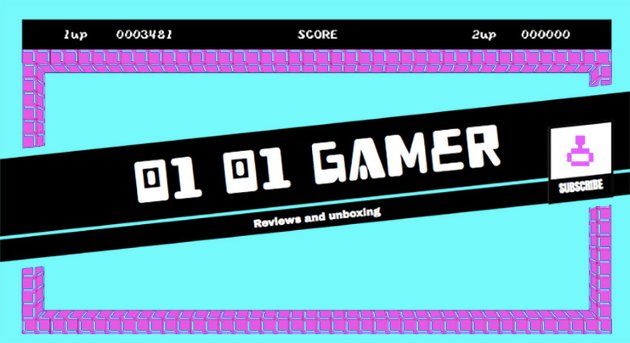 1up 0003481 SCORE 2up 000000
01 01 GAMER
SUBSCRIBE
Reviews and unboxing